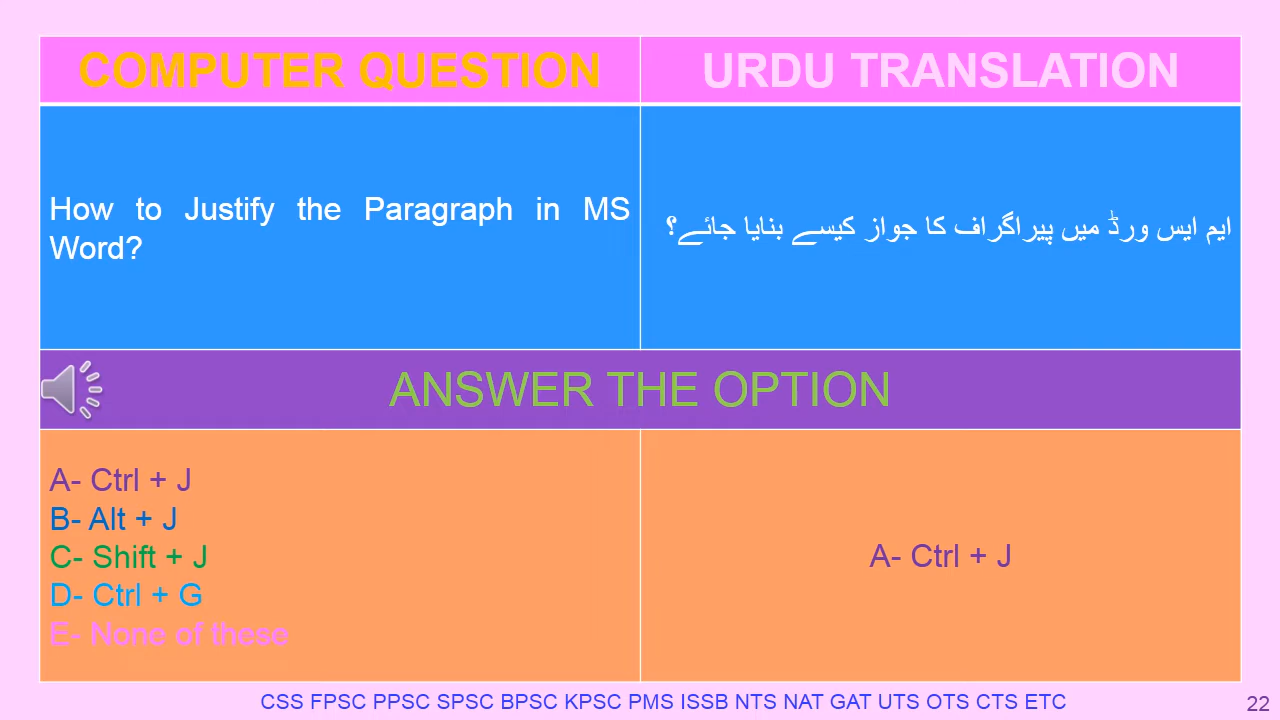 COMPUTER QUESTION
URDU TRANSLATION
How to Justify the Paragraph in MS
Word?
ایم ایس ورڈ میں پیراگراف کا جواز کیسے بنایا جائے؟
ANSWER THE OPTION
A- Ctrl + J
B- Alt + J
C- Shift + J
D- Ctrl + G
E- None of these
A- Ctrl + J
CSS FPSC PPSC SPSC BPSC KPSC PMS ISSB NTS NAT GAT UTS OTS CTS ETC
22